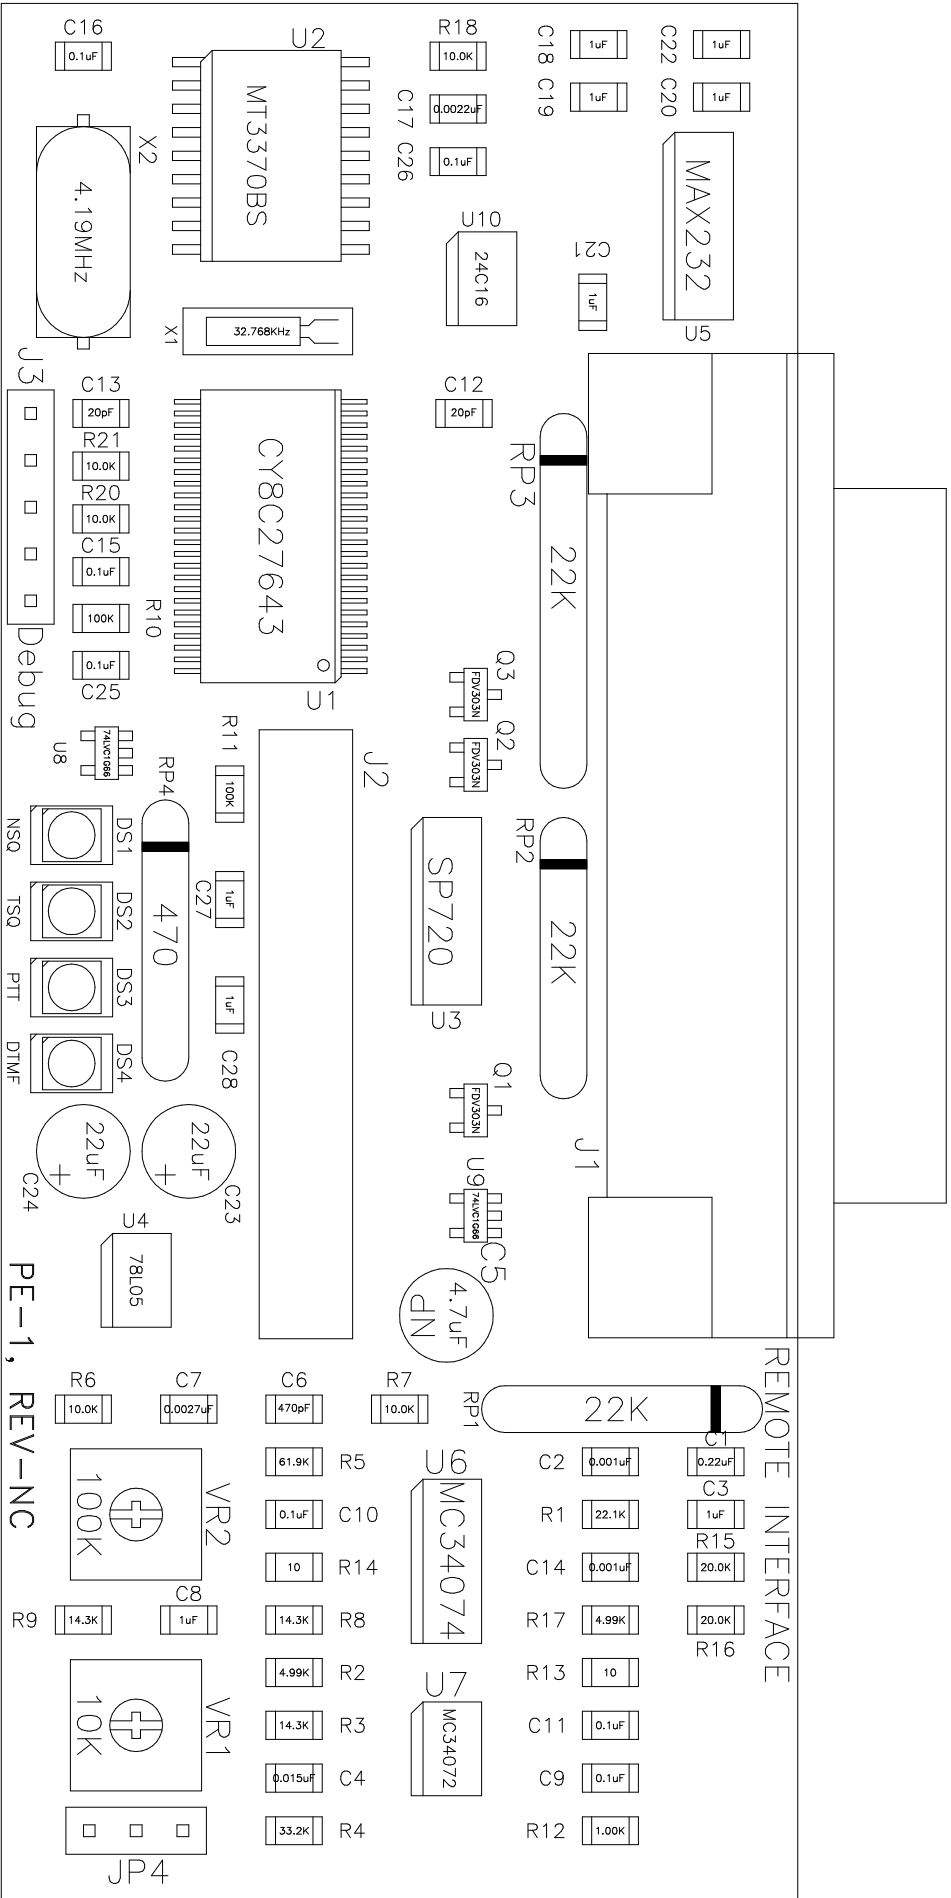 C16
0.1uF
U2
MT3370BS
R18
10.0K
C17
0.0022uF
C26
0.1uF
C18
1uF
C19
1uF
C22
1uF
C20
1uF
X2
4.19MHz
MAX232
U5
U10
24C16
C21
1uF
X1
32.768KHz
J3
C13
20pF
R21
10.0K
R20
10.0K
C15
0.1uF
R10
100K
0.1uF
C25
Debug
CY8C27643
U1
C12
20pF
RP3
22K
Q3
FDV303N
Q2
FDV303N
U8
74LVC1G66
R11
100K
J2
RP4
470
NSQ
DS1
TSQ
DS2
PTT
DS3
DTMF
DS4
C27
1uF
1uF
C28
SP720
U3
RP2
22K
Q1
FDV303N
J1
22uF
+
C24
22uF
+
C23
U9
74LVC1G66
C5
4.7uF
NP
U4
78L05
PE-1, REV-NC
REMOTE INTERFACE
R6
10.0K
C7
0.0027uF
C6
470pF
R7
10.0K
RP1
22K
C1
0.22uF
61.9K
R5
U6
MC34074
C2
0.001uF
C3
1uF
VR2
100K
0.1uF
C10
R1
22.1K
R15
20.0K
10
R14
C14
0.001uF
C8
1uF
R9
14.3K
14.3K
R8
R17
4.99K
20.0K
R16
4.99K
R2
U7
MC34072
R13
10
VR1
10K
14.3K
R3
C11
0.1uF
0.015uF
C4
C9
0.1uF
33.2K
R4
R12
1.00K
JP4